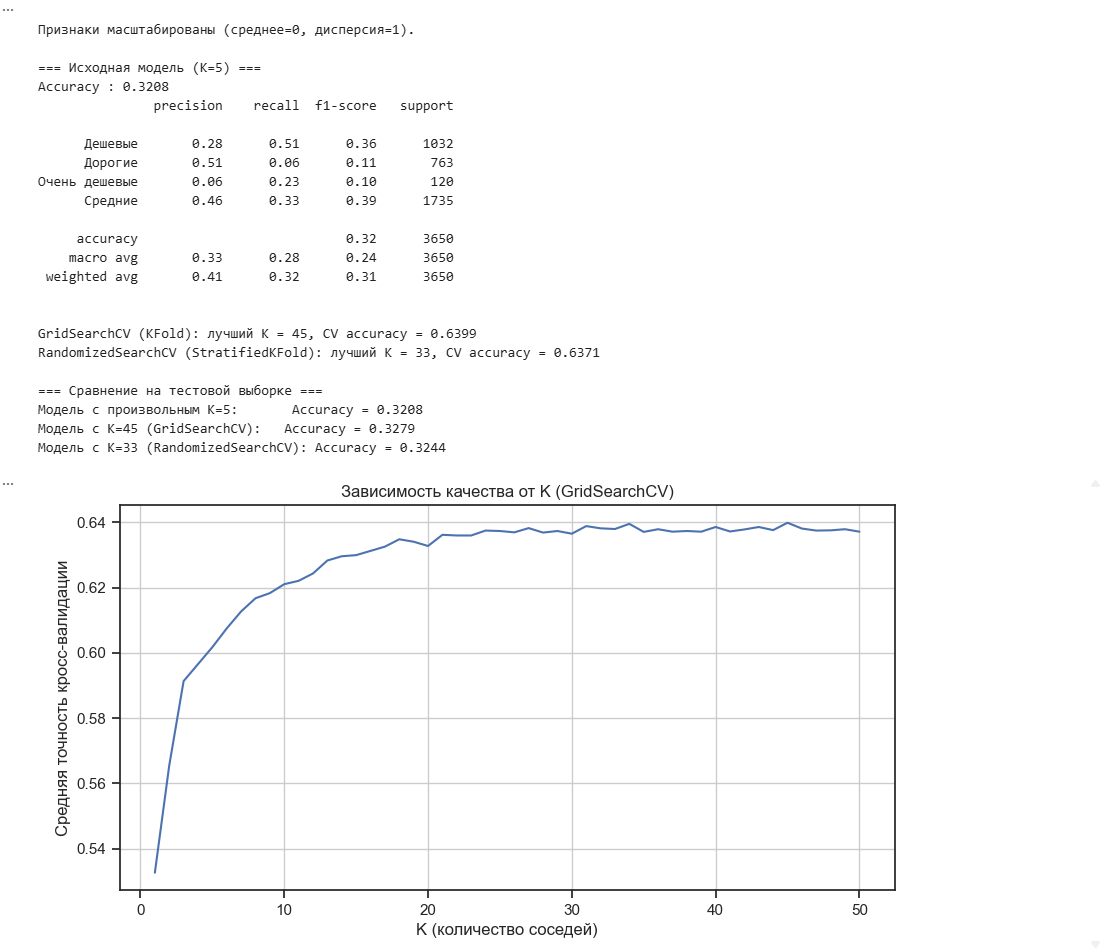 ...
Признаки масштабированы (среднее=0, дисперсия=1).
=== Исходная модель (K=5) ===
Accuracy : 0.3208
precision recall f1-score support
Дешевые 0.28 0.51 0.36 1032
Дорогие 0.51 0.06 0.11 763
Очень дешевые 0.06 0.23 0.10 120
Средние 0.46 0.33 0.39 1735
accuracy 0.32 3650
macro avg 0.33 0.28 0.24 3650
weighted avg 0.41 0.32 0.31 3650
GridSearchCV (KFold): лучший K = 45, CV accuracy = 0.6399
RandomizedSearchCV (StratifiedKFold): лучший K = 33, CV accuracy = 0.6371
=== Сравнение на тестовой выборке ===
Модель с произвольным K=5: Accuracy = 0.3208
Модель с K=45 (GridSearchCV): Accuracy = 0.3279
Модель с K=33 (RandomizedSearchCV): Accuracy = 0.3244
...
Зависимость качества от K (GridSearchCV)
Средняя точность кросс-валидации
0.64
0.62
0.60
0.58
0.56
0.54
0 10 20 30 40 50
K (количество соседей)